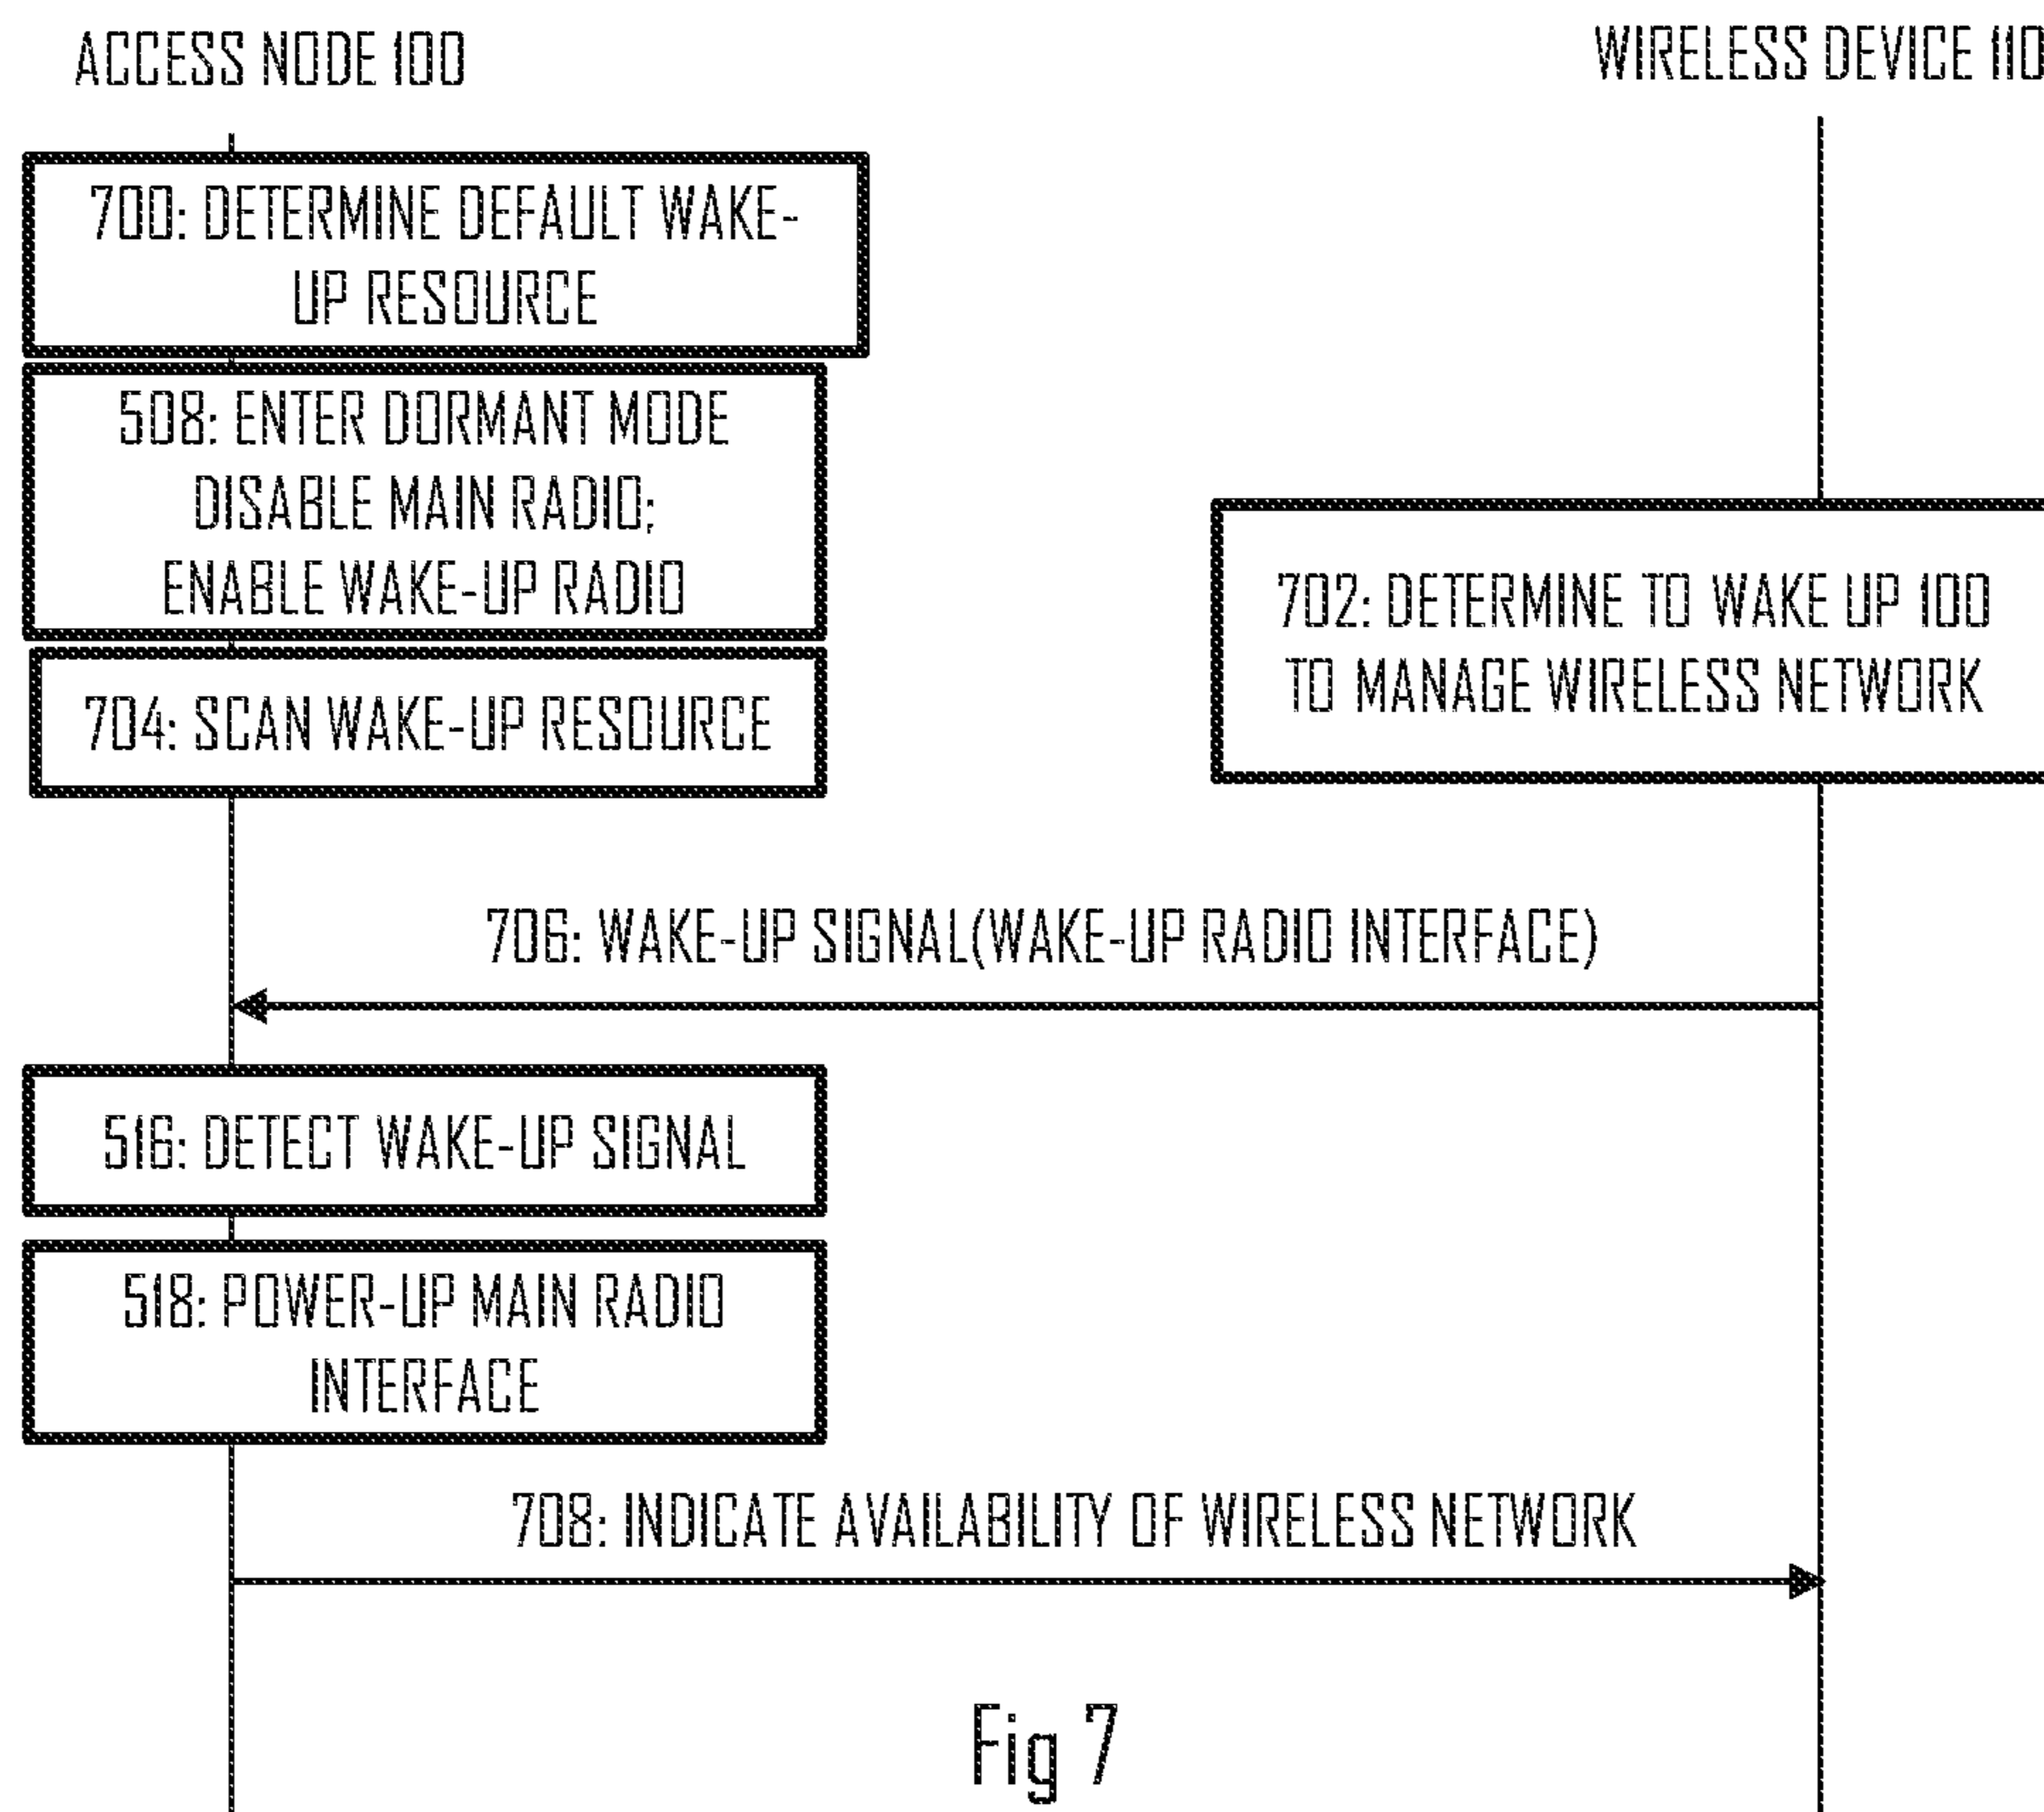 ACCESS NODE 100
WIRELESS DEVICE 110
700: DETERMINE DEFAULT WAKE-
UP RESOURCE
508: ENTER DORMANT MODE
DISABLE MAIN RADIO;
ENABLE WAKE-UP RADIO
702: DETERMINE TO WAKE UP 100
TO MANAGE WIRELESS NETWORK
704: SCAN WAKE-UP RESOURCE
706: WAKE-UP SIGNAL(WAKE-UP RADIO INTERFACE)
516: DETECT WAKE-UP SIGNAL
518: POWER-UP MAIN RADIO
INTERFACE
708: INDICATE AVAILABILITY OF WIRELESS NETWORK
Fig 7